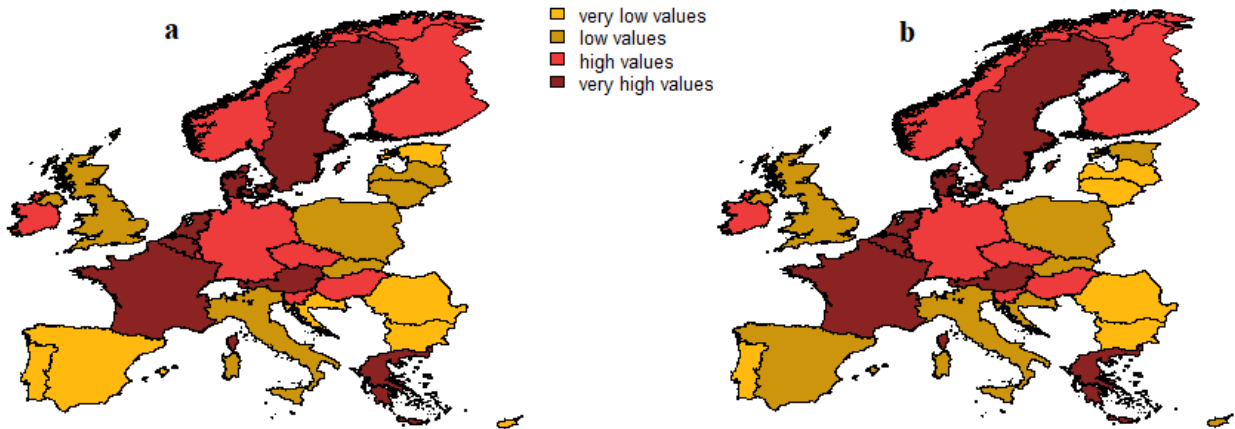 a
very low values
low values
high values
very high values
b